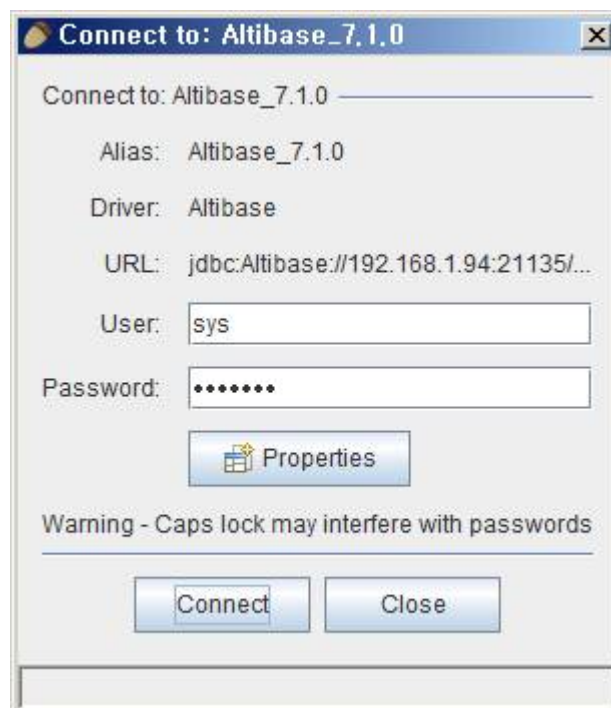 Connect to: Altibase_7.1.0
Connect to: Altibase_7.1.0
Alias: Altibase_7.1.0
Driver: Altibase
URL: jdbc:Altibase://192.168.1.94:21135/...
User: sys
Password: •••••••
Properties
Warning - Caps lock may interfere with passwords
Connect Close